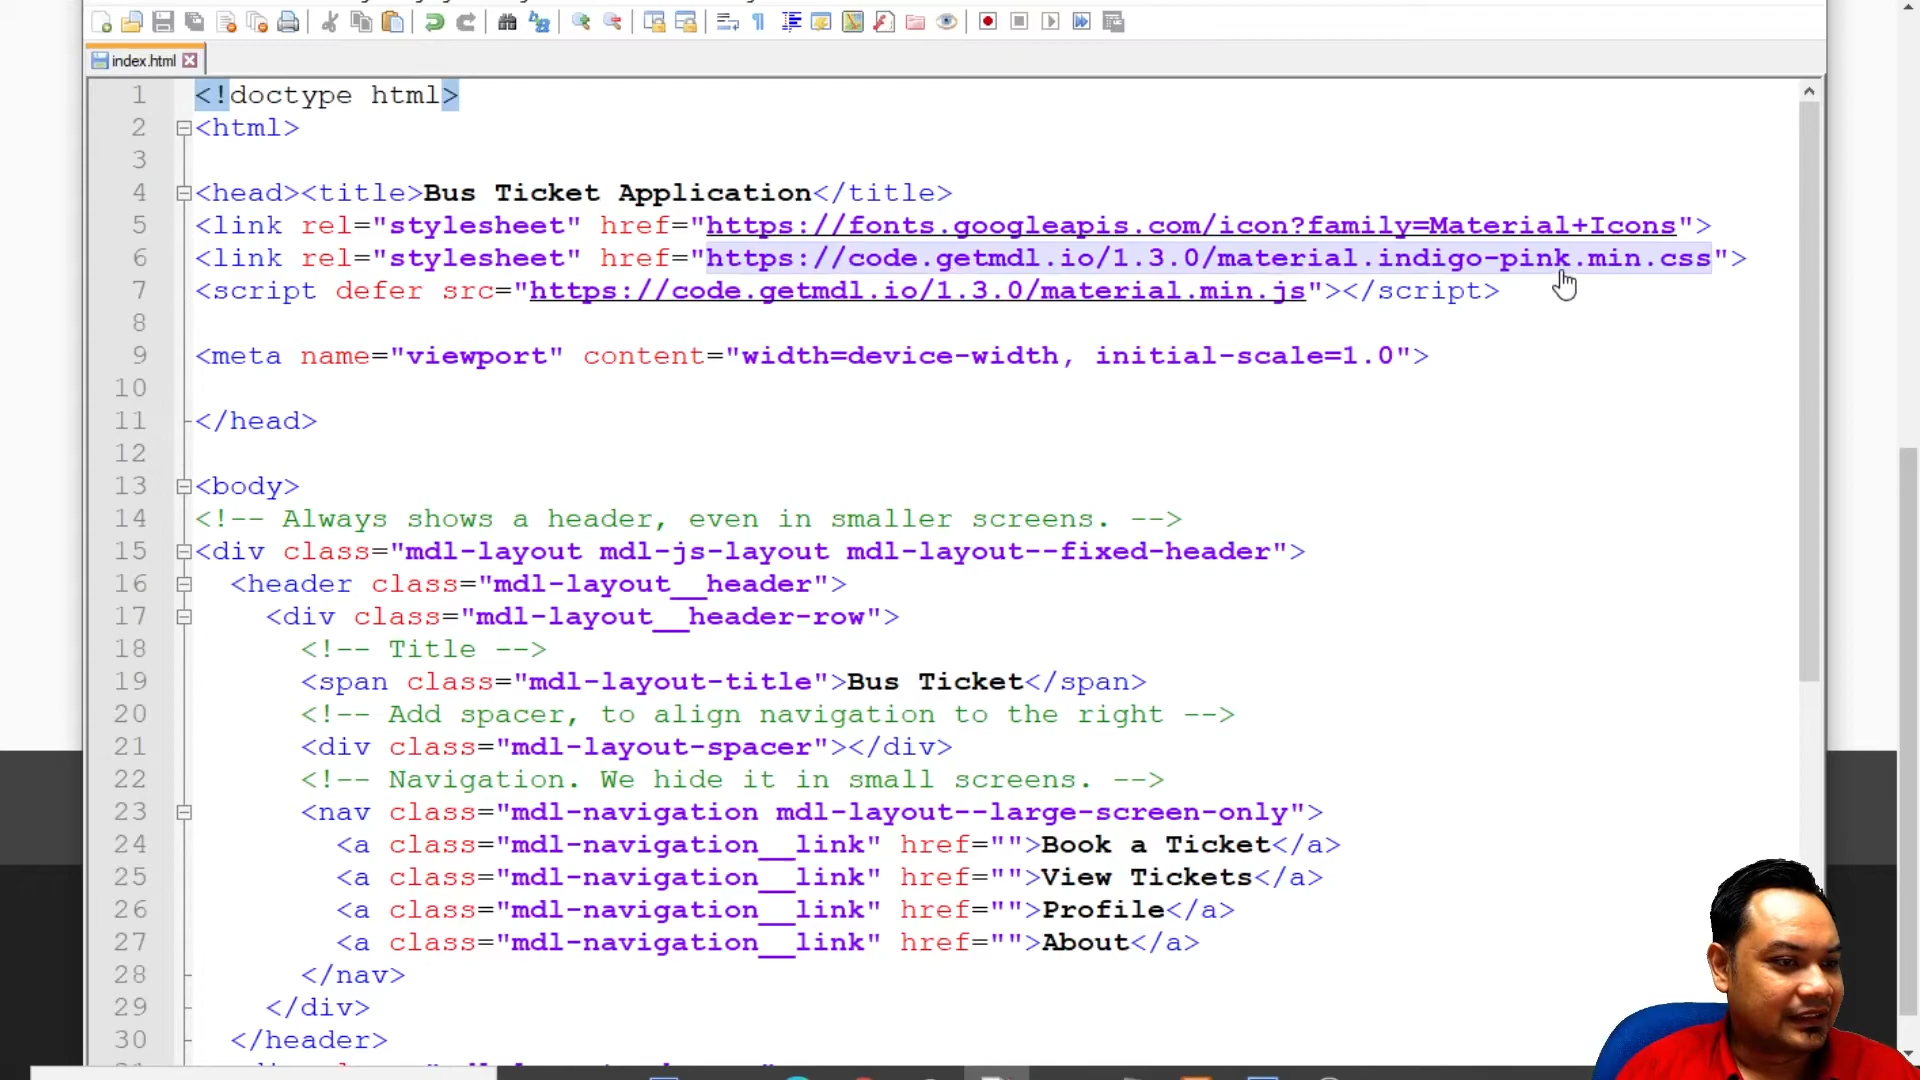 index.html
1 <!doctype html>
2 <html>
3
4 <head><title>Bus Ticket Application</title>
5 <link rel="stylesheet" href="https://fonts.googleapis.com/icon?family=Material+Icons">
6 <link rel="stylesheet" href="https://code.getmdl.io/1.3.0/material.indigo-pink.min.css">
7 <script defer src="https://code.getmdl.io/1.3.0/material.min.js"></script>
8
9 <meta name="viewport" content="width=device-width, initial-scale=1.0">
10
11 </head>
12
13 <body>
14 <!-- Always shows a header, even in smaller screens. -->
15 <div class="mdl-layout mdl-js-layout mdl-layout--fixed-header">
16 <header class="mdl-layout__header">
17 <div class="mdl-layout__header-row">
18 <!-- Title -->
19 <span class="mdl-layout-title">Bus Ticket</span>
20 <!-- Add spacer, to align navigation to the right -->
21 <div class="mdl-layout-spacer"></div>
22 <!-- Navigation. We hide it in small screens. -->
23 <nav class="mdl-navigation mdl-layout--large-screen-only">
24 <a class="mdl-navigation__link" href="">Book a Ticket</a>
25 <a class="mdl-navigation__link" href="">View Tickets</a>
26 <a class="mdl-navigation__link" href="">Profile</a>
27 <a class="mdl-navigation__link" href="">About</a>
28 </nav>
29 </div>
30 </header>